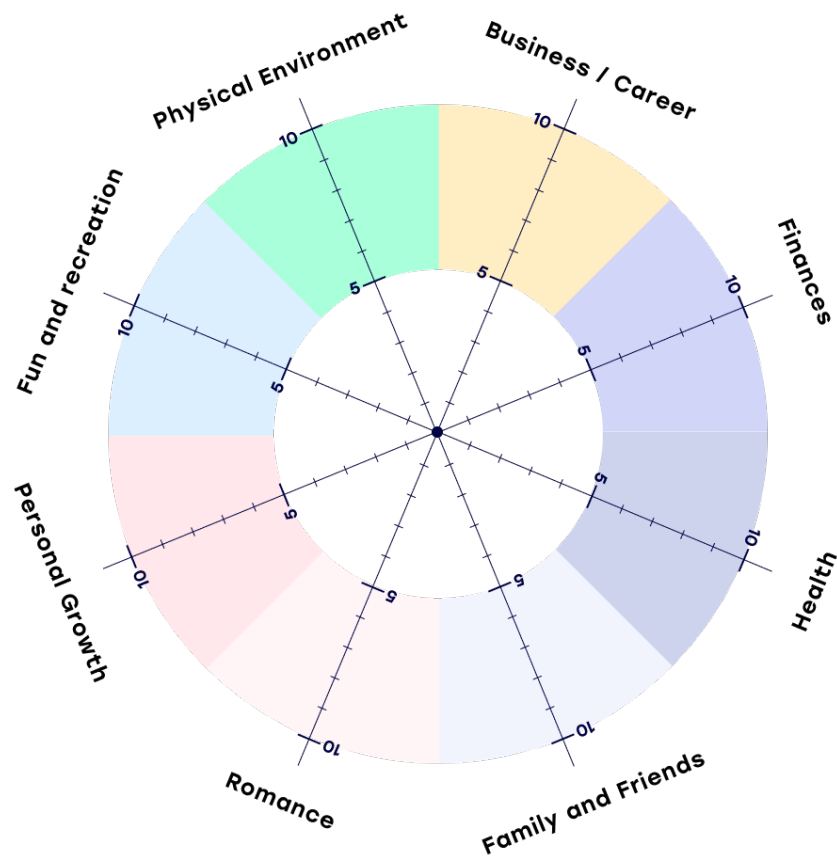 Physical Environment
Business / Career
10
10
Fun and recreation
Finances
5
5
10
10
5
5
5
5
10
10
Personal Growth
Health
5
5
10
10
Romance
Family and Friends